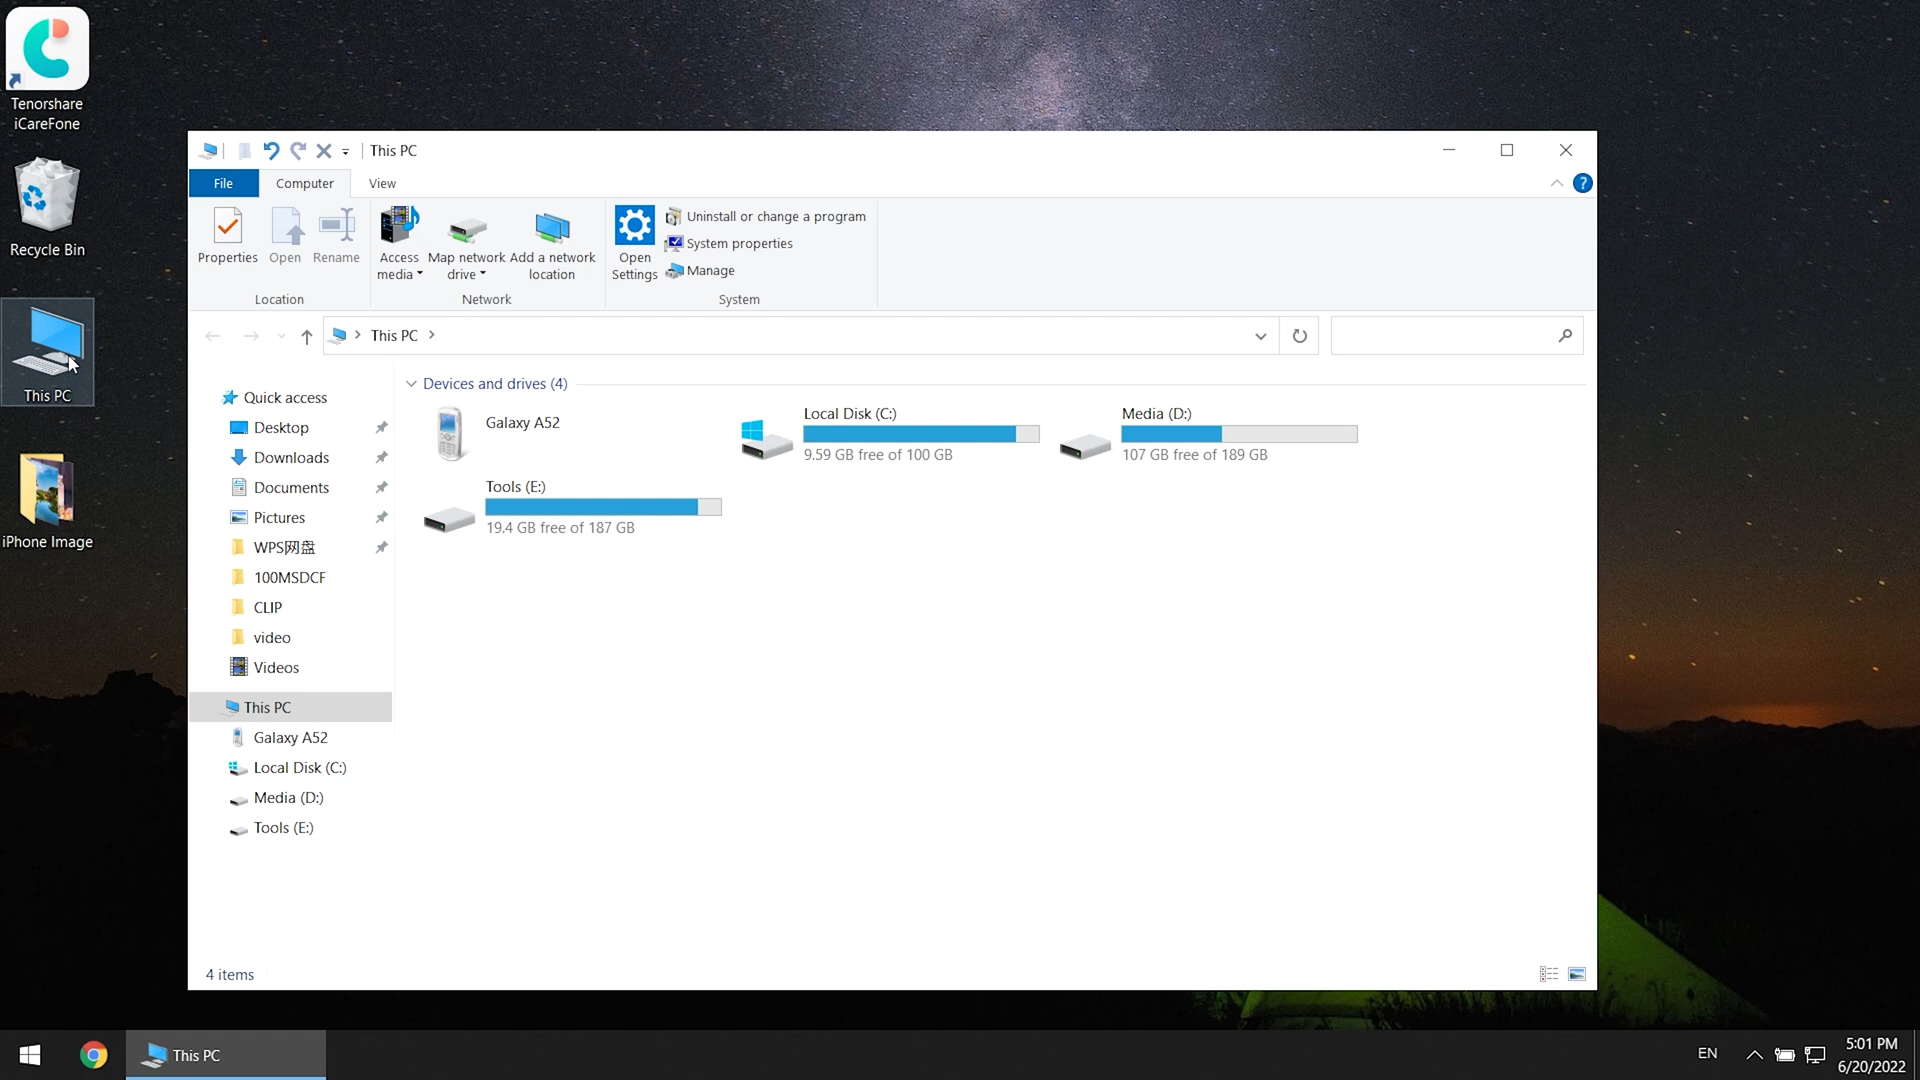 Tenorshare
iCareFone
Recycle Bin
This PC
iPhone Image
This PC
File
Computer
View
Properties
Open
Rename
Location
Access
media
Map network
drive
Add a network
location
Network
Open
Settings
Uninstall or change a program
System properties
Manage
System
This PC
Quick access
Desktop
Downloads
Documents
Pictures
WPS网盘
100MSDCF
CLIP
video
Videos
This PC
Galaxy A52
Local Disk (C:)
Media (D:)
Tools (E:)
Devices and drives (4)
Galaxy A52
Local Disk (C:)
9.59 GB free of 100 GB
Media (D:)
107 GB free of 189 GB
Tools (E:)
19.4 GB free of 187 GB
4 items
This PC
EN
5:01 PM
6/20/2022